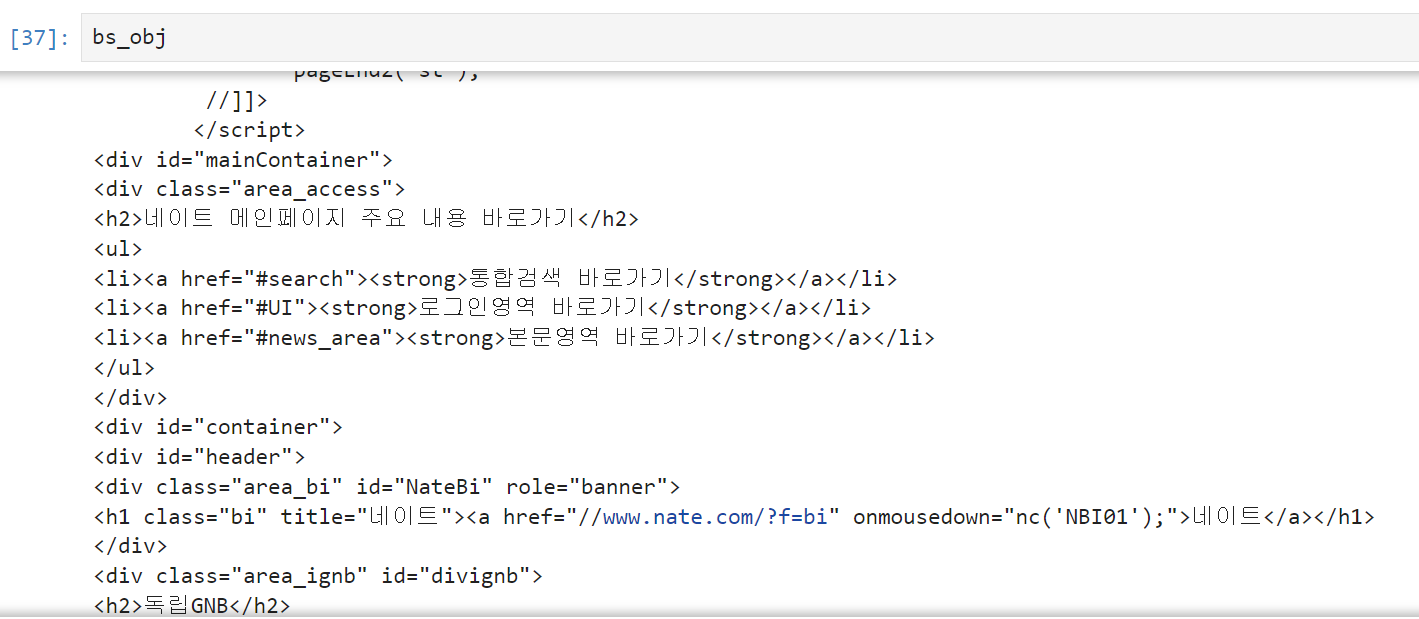 [37]: bs_obj
pageEnd2('st');
//]]>
</script>
<div id="mainContainer">
<div class="area_access">
<h2>네이트 메인페이지 주요 내용 바로가기</h2>
<ul>
<li><a href="#search"><strong>통합검색 바로가기</strong></a></li>
<li><a href="#UI"><strong>로그인영역 바로가기</strong></a></li>
<li><a href="#news_area"><strong>본문영역 바로가기</strong></a></li>
</ul>
</div>
<div id="container">
<div id="header">
<div class="area_bi" id="NateBi" role="banner">
<h1 class="bi" title="네이트"><a href="//www.nate.com/?f=bi" onmousedown="nc('NBI01');">네이트</a></h1>
</div>
<div class="area_ignb" id="divignb">
<h2>독립GNB</h2>